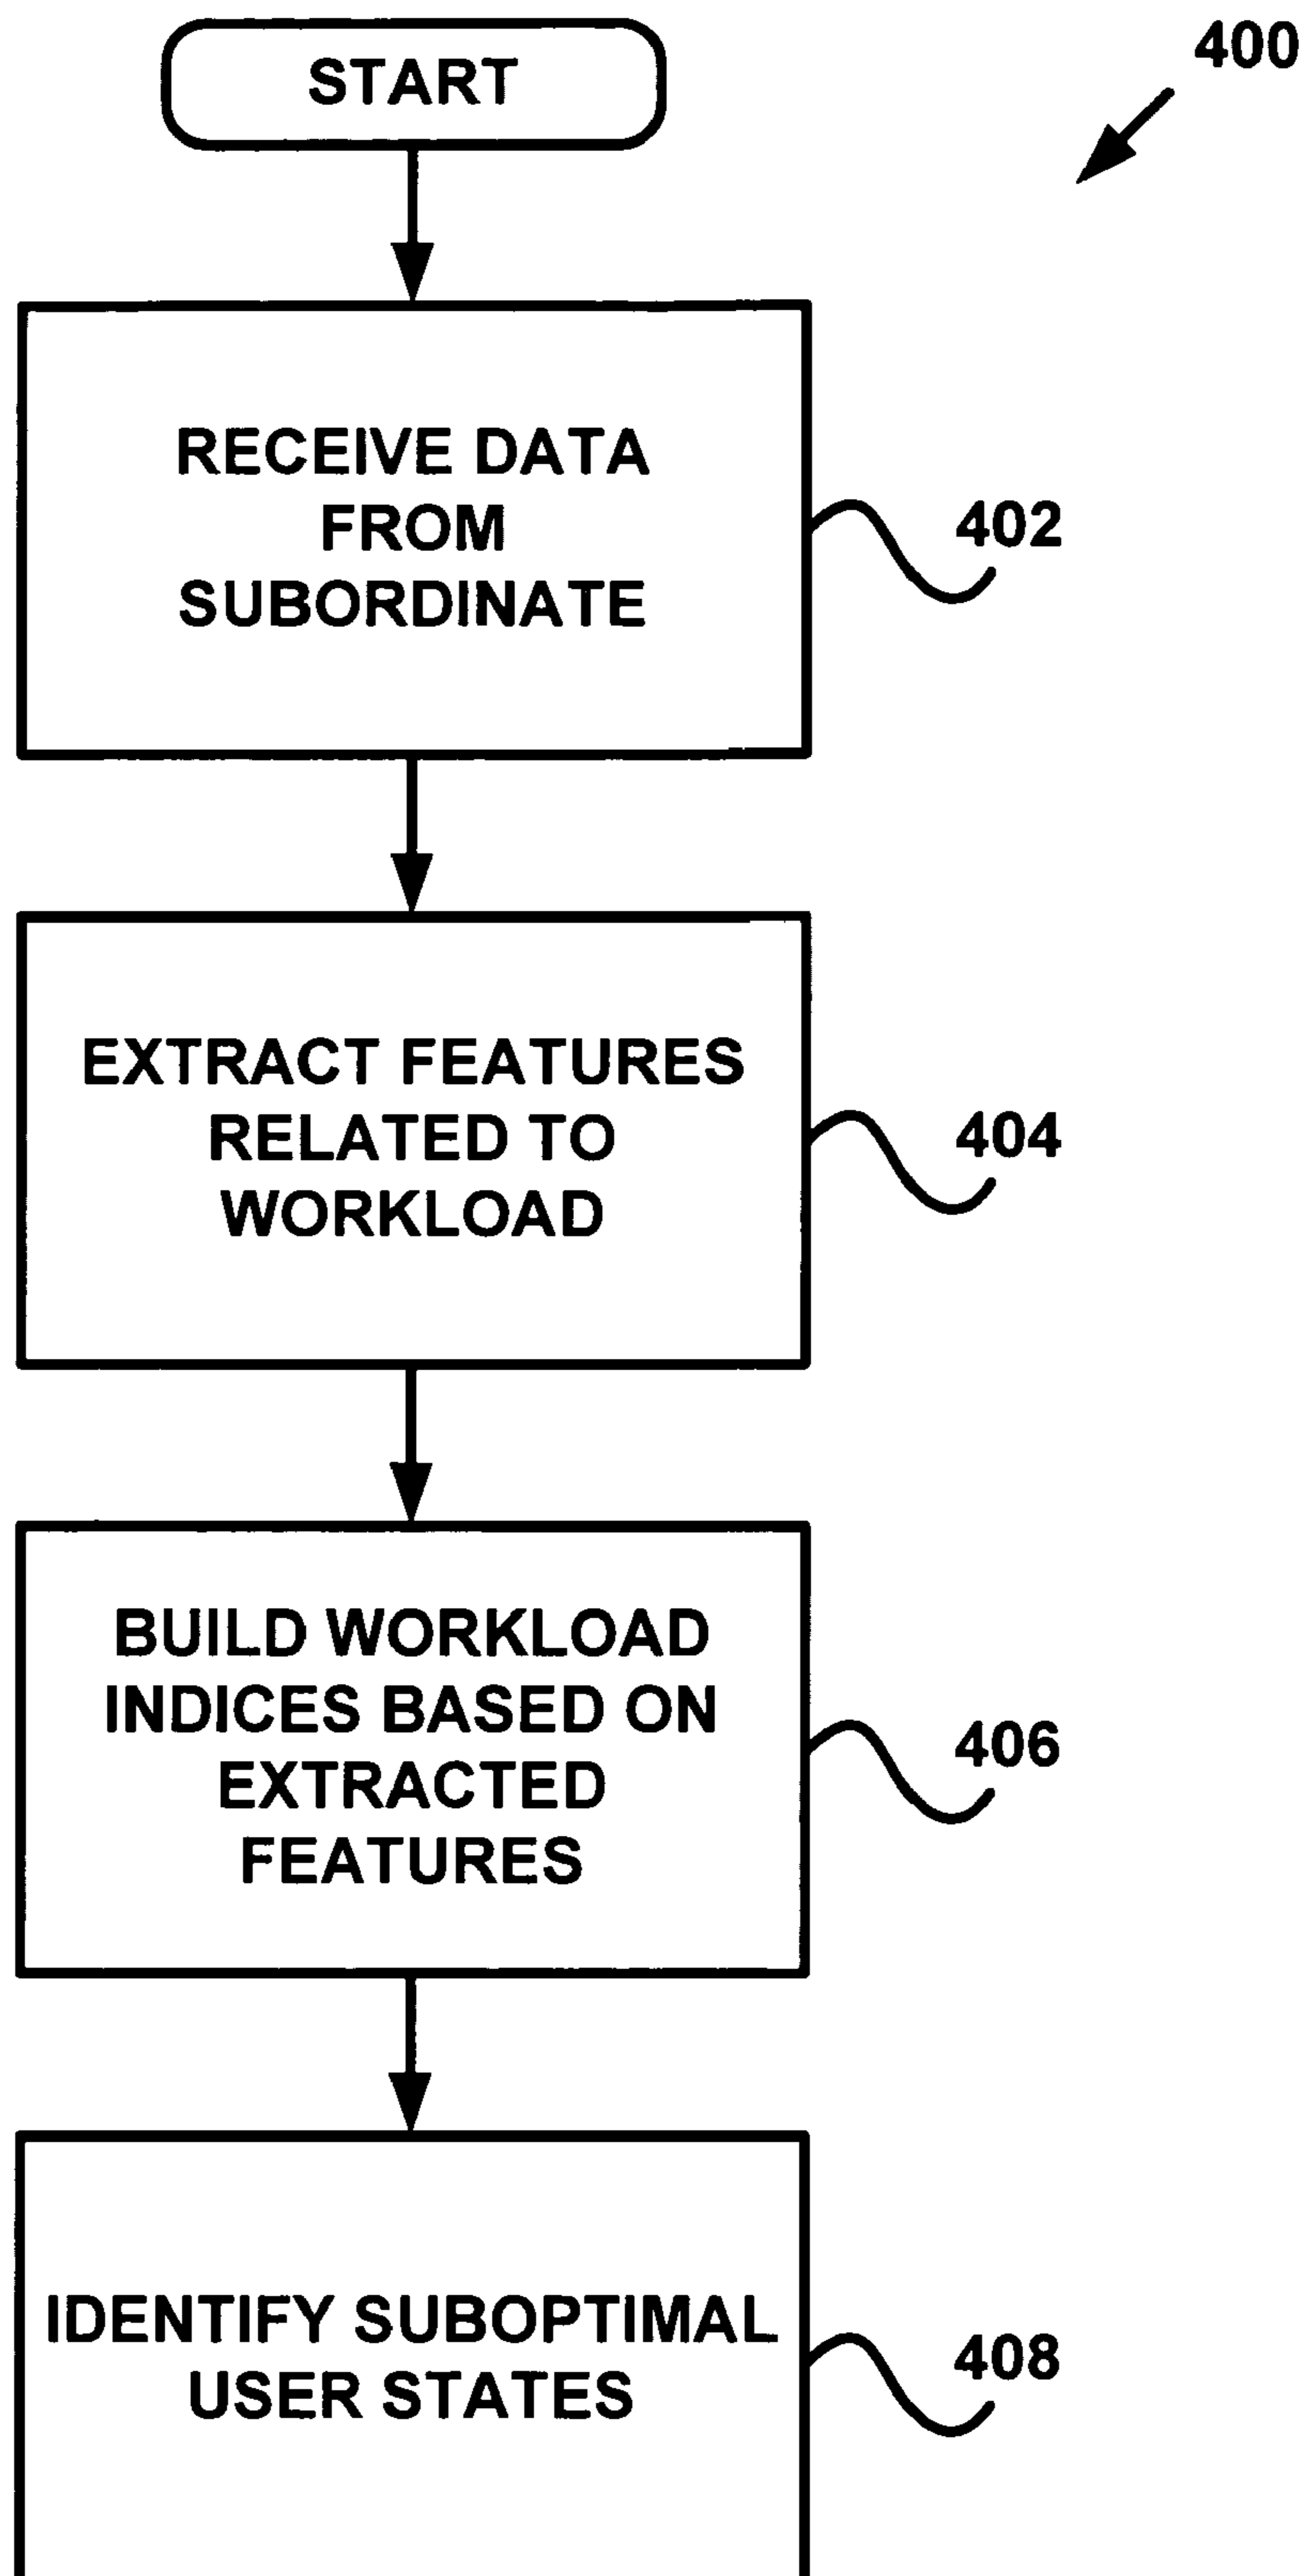 START
400
RECEIVE DATA
FROM
SUBORDINATE
402
EXTRACT FEATURES
RELATED TO
WORKLOAD
404
BUILD WORKLOAD
INDICES BASED ON
EXTRACTED
FEATURES
406
IDENTIFY SUBOPTIMAL
USER STATES
408